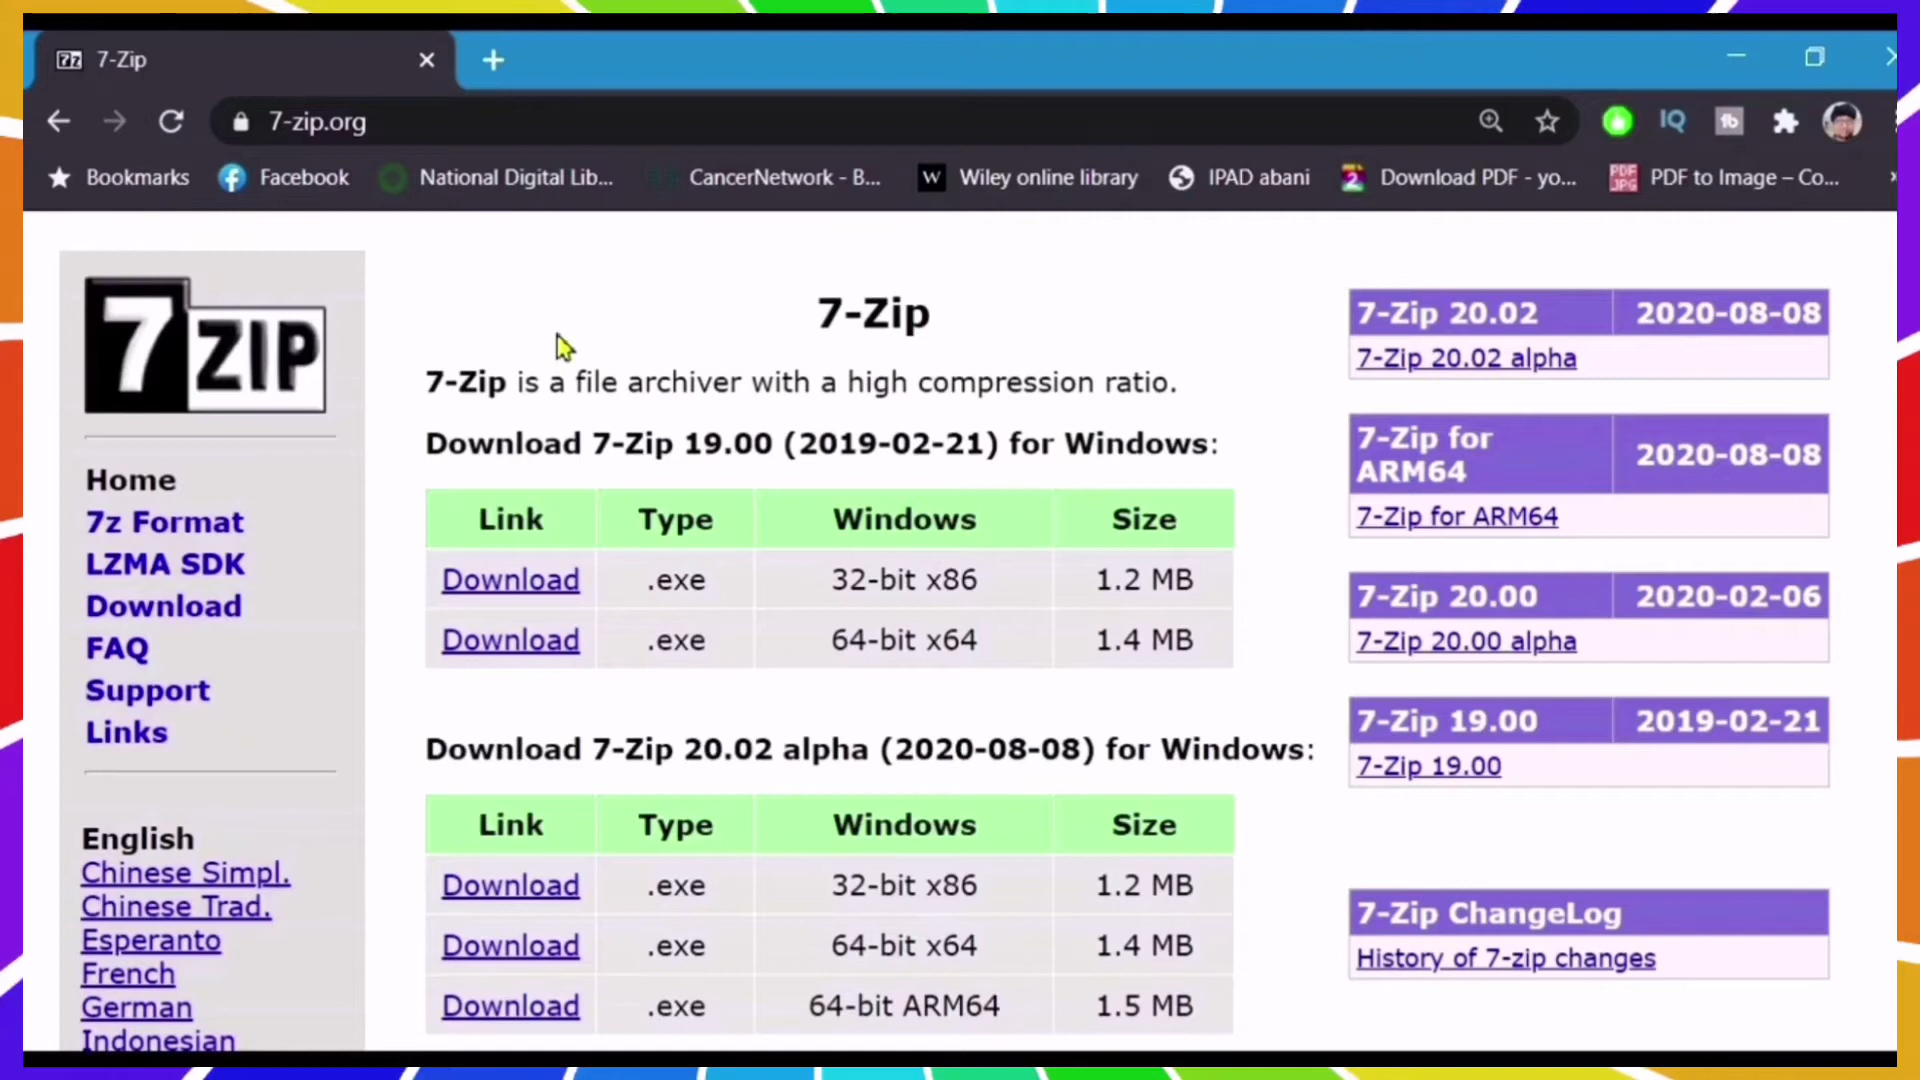 7z 7-Zip
7-zip.org
IQ
Bookmarks Facebook National Digital Lib... CancerNetwork - B... W Wiley online library IPAD abani 2 Download PDF - yo... PDF JPG PDF to Image – Co...
7 ZIP
Home
7z Format
LZMA SDK
Download
FAQ
Support
Links
English
Chinese Simpl.
Chinese Trad.
Esperanto
French
German
Indonesian
7-Zip
7-Zip is a file archiver with a high compression ratio.
Download 7-Zip 19.00 (2019-02-21) for Windows:
Link Type Windows Size
Download .exe 32-bit x86 1.2 MB
Download .exe 64-bit x64 1.4 MB
Download 7-Zip 20.02 alpha (2020-08-08) for Windows:
Link Type Windows Size
Download .exe 32-bit x86 1.2 MB
Download .exe 64-bit x64 1.4 MB
Download .exe 64-bit ARM64 1.5 MB
7-Zip 20.02 2020-08-08
7-Zip 20.02 alpha
7-Zip for
ARM64 2020-08-08
7-Zip for ARM64
7-Zip 20.00 2020-02-06
7-Zip 20.00 alpha
7-Zip 19.00 2019-02-21
7-Zip 19.00
7-Zip ChangeLog
History of 7-zip changes